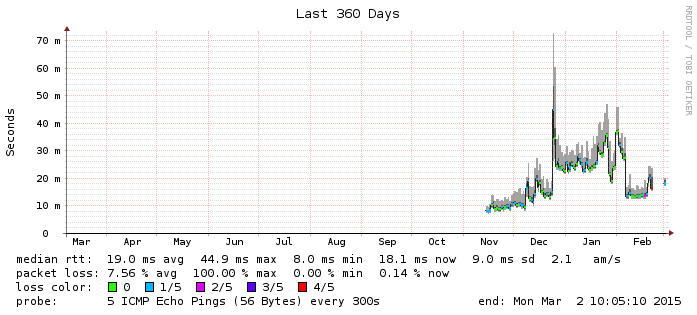 Last 360 Days
RRDTOOL / TOBI OETIKER
Seconds
70 m
60 m
50 m
40 m
30 m
20 m
10 m
0
Mar Apr May Jun Jul Aug Sep Oct Nov Dec Jan Feb
median rtt: 19.0 ms avg 44.9 ms max 8.0 ms min 18.1 ms now 9.0 ms sd 2.1 am/s
packet loss: 7.56 % avg 100.00 % max 0.00 % min 0.14 % now
loss color: 0 1/5 2/5 3/5 4/5
probe: 5 ICMP Echo Pings (56 Bytes) every 300s end: Mon Mar 2 10:05:10 2015